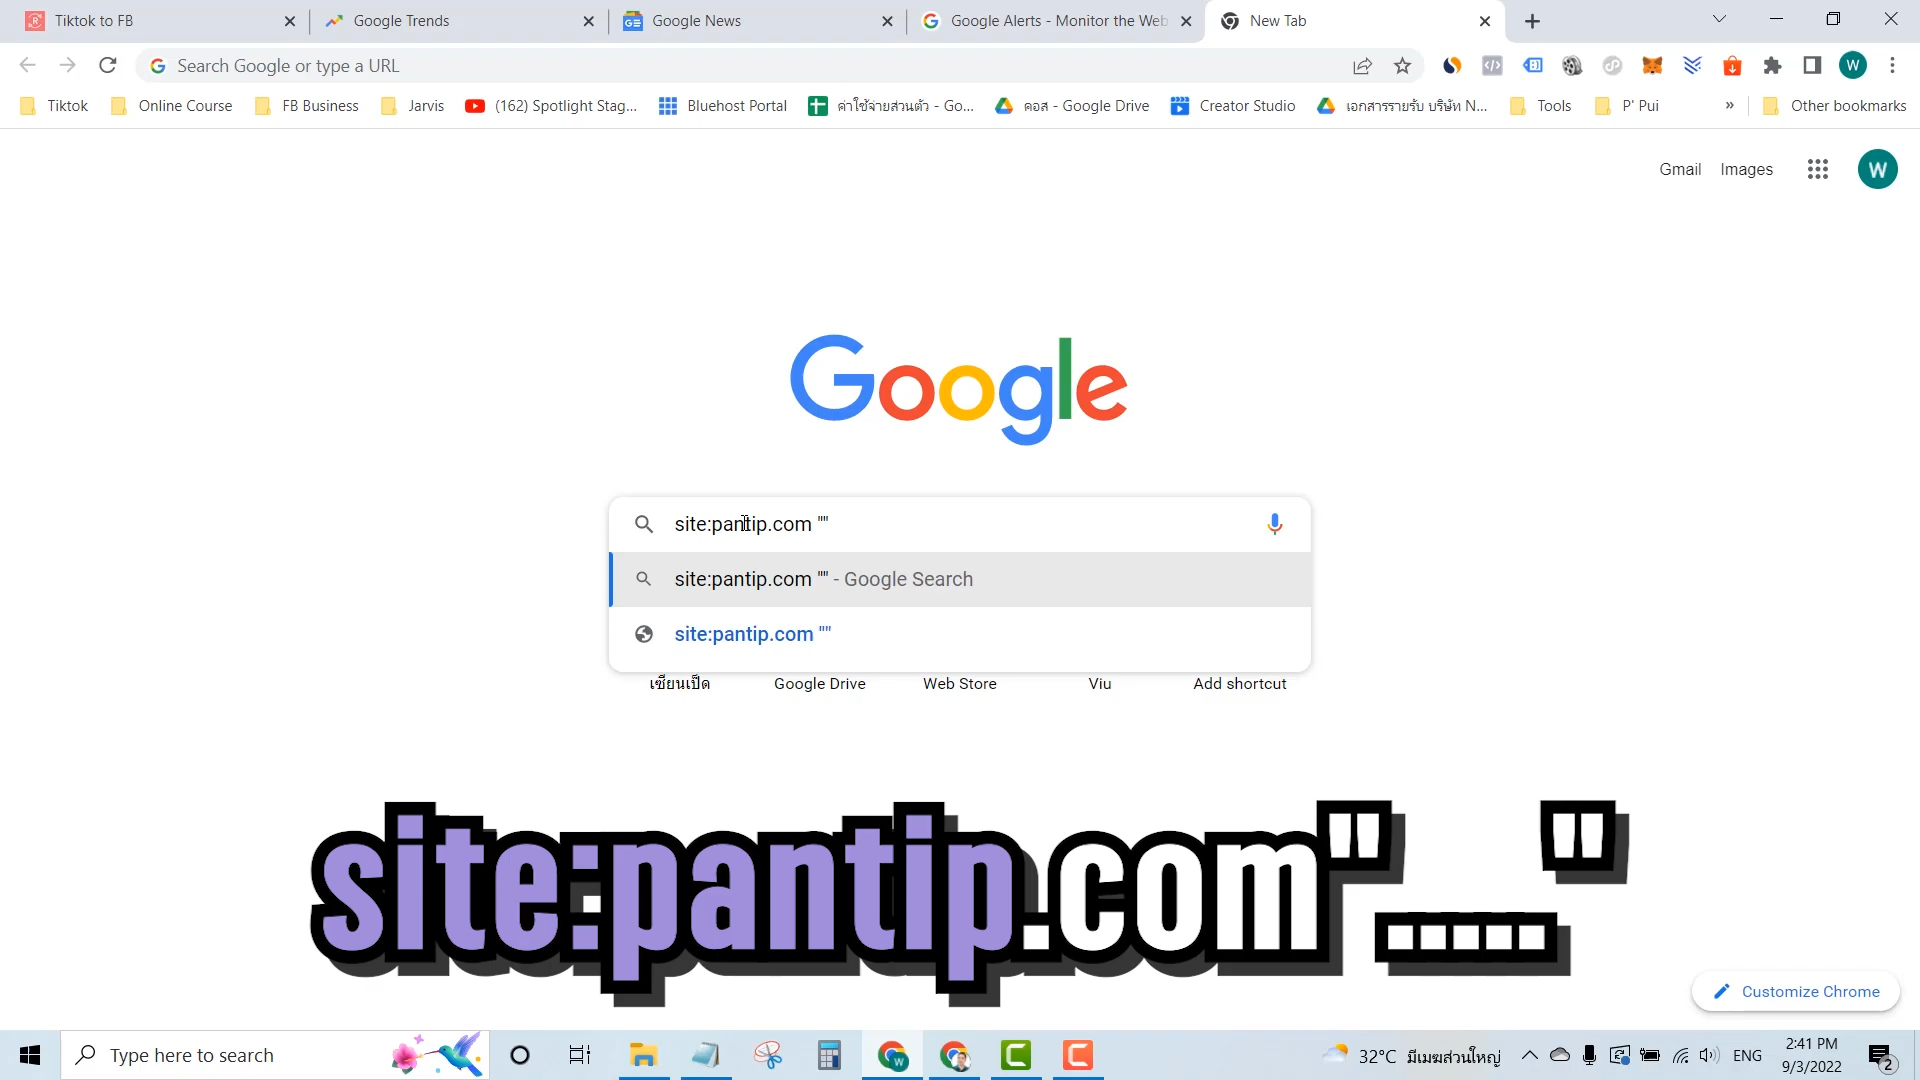 Tiktok to FB
Google Trends
Google News
Google Alerts - Monitor the Web
New Tab
Search Google or type a URL
W
Tiktok
Online Course
FB Business
Jarvis
(162) Spotlight Stag...
Bluehost Portal
ค่าใช้จ่ายส่วนตัว - Go...
คอส - Google Drive
Creator Studio
เอกสารรายรับ บริษัท N...
Tools
P' Pui
»
Other bookmarks
Gmail
Images
W
Google
site:pantip.com ""
site:pantip.com "" - Google Search
site:pantip.com ""
เซียนเป็ด
Google Drive
Web Store
Viu
Add shortcut
site:pantip.com"....."
Customize Chrome
Type here to search
32°C มีเมฆส่วนใหญ่
ENG
2:41 PM
9/3/2022
2